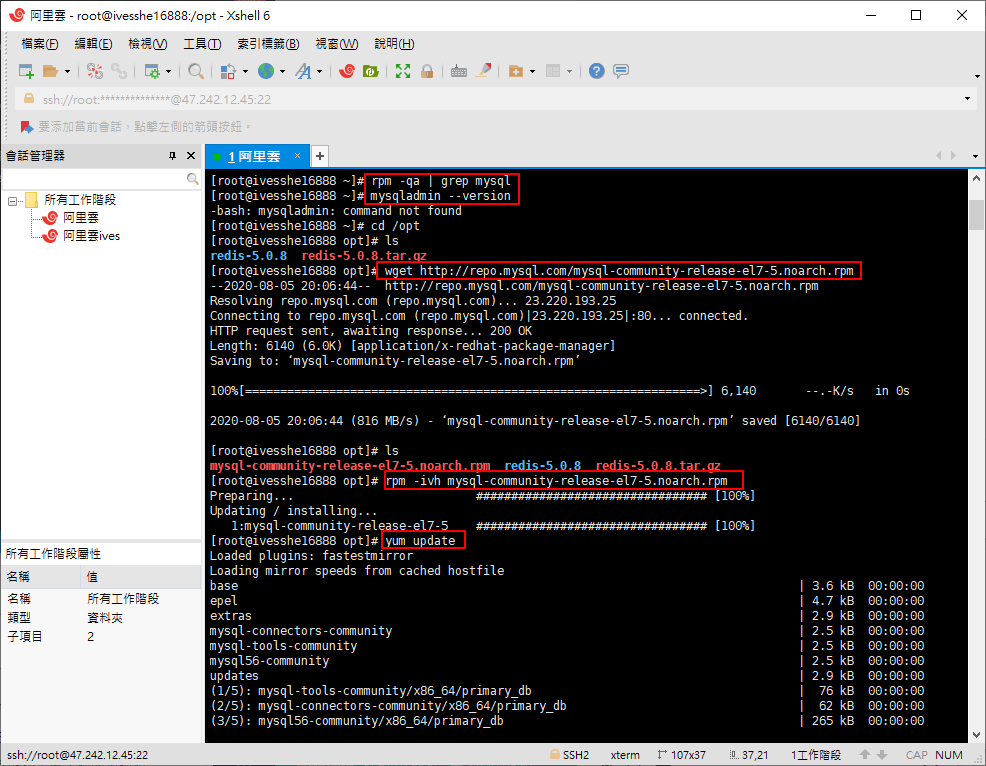 阿里雲 - root@ivesshe16888:/opt - Xshell 6
檔案(F) 編輯(E) 檢視(V) 工具(T) 索引標籤(B) 視窗(W) 說明(H)
ssh://root:**************@47.242.12.45:22
要添加當前會話，點擊左側的箭頭按鈕。
會話管理器
所有工作階段
阿里雲
阿里雲ives
所有工作階段屬性
名稱 值
名稱 所有工作階段
類型 資料夾
子項目 2
1 阿里雲 × +
[root@ivesshe16888 ~]# rpm -qa | grep mysql
[root@ivesshe16888 ~]# mysqladmin --version
-bash: mysqladmin: command not found
[root@ivesshe16888 ~]# cd /opt
[root@ivesshe16888 opt]# ls
redis-5.0.8  redis-5.0.8.tar.gz
[root@ivesshe16888 opt]# wget http://repo.mysql.com/mysql-community-release-el7-5.noarch.rpm
--2020-08-05 20:06:44--  http://repo.mysql.com/mysql-community-release-el7-5.noarch.rpm
Resolving repo.mysql.com (repo.mysql.com)... 23.220.193.25
Connecting to repo.mysql.com (repo.mysql.com)|23.220.193.25|:80... connected.
HTTP request sent, awaiting response... 200 OK
Length: 6140 (6.0K) [application/x-redhat-package-manager]
Saving to: ‘mysql-community-release-el7-5.noarch.rpm’
100%[=================================================================>] 6,140       --.-K/s   in 0s
2020-08-05 20:06:44 (816 MB/s) - ‘mysql-community-release-el7-5.noarch.rpm’ saved [6140/6140]
[root@ivesshe16888 opt]# ls
mysql-community-release-el7-5.noarch.rpm  redis-5.0.8  redis-5.0.8.tar.gz
[root@ivesshe16888 opt]# rpm -ivh mysql-community-release-el7-5.noarch.rpm
Preparing...                          ################################# [100%]
Updating / installing...
   1:mysql-community-release-el7-5    ################################# [100%]
[root@ivesshe16888 opt]# yum update
Loaded plugins: fastestmirror
Loading mirror speeds from cached hostfile
base | 3.6 kB  00:00:00
epel | 4.7 kB  00:00:00
extras | 2.9 kB  00:00:00
mysql-connectors-community | 2.5 kB  00:00:00
mysql-tools-community | 2.5 kB  00:00:00
mysql56-community | 2.5 kB  00:00:00
updates | 2.9 kB  00:00:00
(1/5): mysql-tools-community/x86_64/primary_db |  76 kB  00:00:00
(2/5): mysql-connectors-community/x86_64/primary_db |  62 kB  00:00:00
(3/5): mysql56-community/x86_64/primary_db | 265 kB  00:00:00
ssh://root@47.242.12.45:22 SSH2 xterm 107x37 37,21 1工作階段 CAP NUM